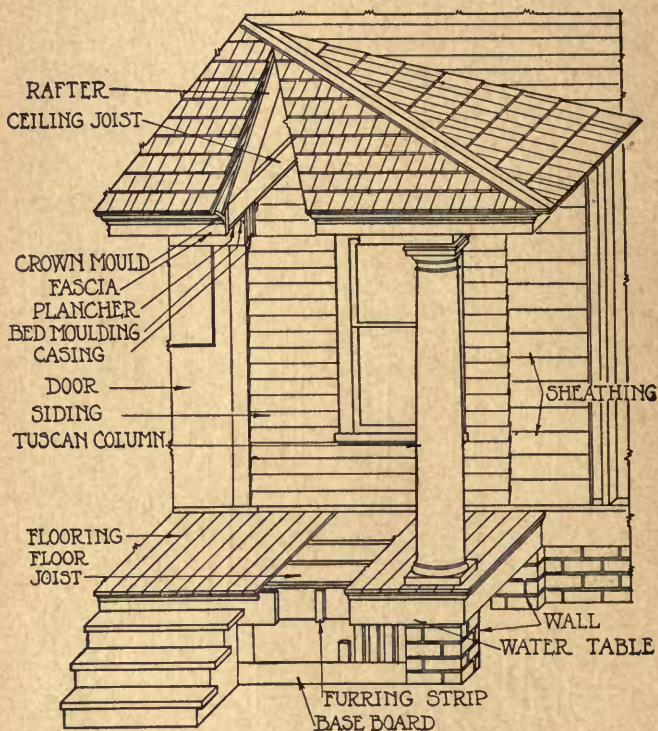 RAFTER
CEILING JOIST
CROWN MOULD
FASCIA
PLANCHER
BED MOULDING
CASING
DOOR
SIDING
TUSCAN COLUMN
SHEATHING
FLOORING
FLOOR
JOIST
WALL
WATER TABLE
FURRING STRIP
BASE BOARD